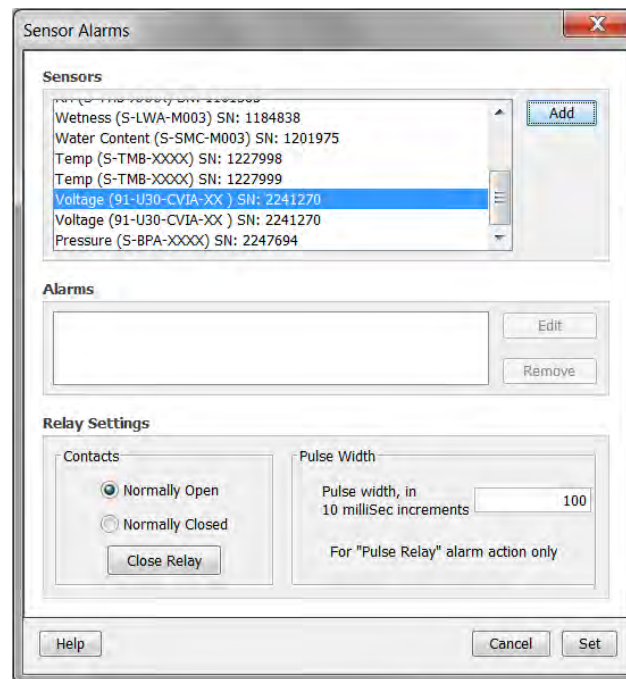 Sensor Alarms
Sensors
Wetness (S-LWA-M003) SN: 1184838
Water Content (S-SMC-M003) SN: 1201975
Temp (S-TMB-XXXX) SN: 1227998
Temp (S-TMB-XXXX) SN: 1227999
Voltage (91-U30-CVIA-XX ) SN: 2241270
Voltage (91-U30-CVIA-XX ) SN: 2241270
Pressure (S-BPA-XXXX) SN: 2247694
Add
Alarms
Edit
Remove
Relay Settings
Contacts
Normally Open
Normally Closed
Close Relay
Pulse Width
Pulse width, in
10 milliSec increments
100
For "Pulse Relay" alarm action only
Help
Cancel
Set